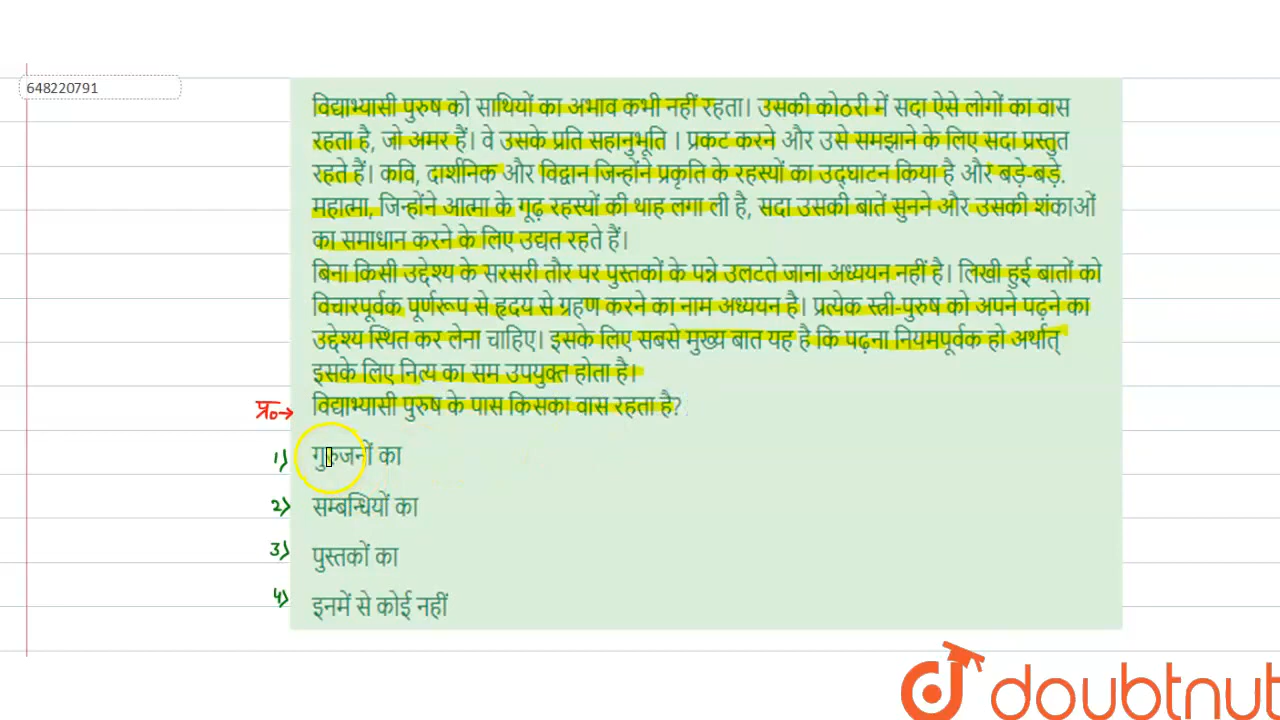 648220791
विद्याभ्यासी पुरुष को साथियों का अभाव कभी नहीं रहता। उसकी कोठरी में सदा ऐसे लोगों का वास
रहता है, जो अमर हैं। वे उसके प्रति सहानुभूति । प्रकट करने और उसे समझाने के लिए सदा प्रस्तुत
रहते हैं। कवि, दार्शनिक और विद्वान जिन्होंने प्रकृति के रहस्यों का उद्घाटन किया है और बड़े-बड़े.
महात्मा, जिन्होंने आत्मा के गूढ़ रहस्यों की थाह लगा ली है, सदा उसकी बातें सुनने और उसकी शंकाओं
का समाधान करने के लिए उद्यत रहते हैं।
बिना किसी उद्देश्य के सरसरी तौर पर पुस्तकों के पन्ने उलटते जाना अध्ययन नहीं है। लिखी हुई बातों को
विचारपूर्वक पूर्णरूप से हृदय से ग्रहण करने का नाम अध्ययन है। प्रत्येक स्त्री-पुरुष को अपने पढ़ने का
उद्देश्य स्थित कर लेना चाहिए। इसके लिए सबसे मुख्य बात यह है कि पढ़ना नियमपूर्वक हो अर्थात्
इसके लिए नित्य का सम उपयुक्त होता है।
प्र० → विद्याभ्यासी पुरुष के पास किसका वास रहता है?
1) गुरुजनों का
2) सम्बन्धियों का
3) पुस्तकों का
4) इनमें से कोई नहीं
doubtnut